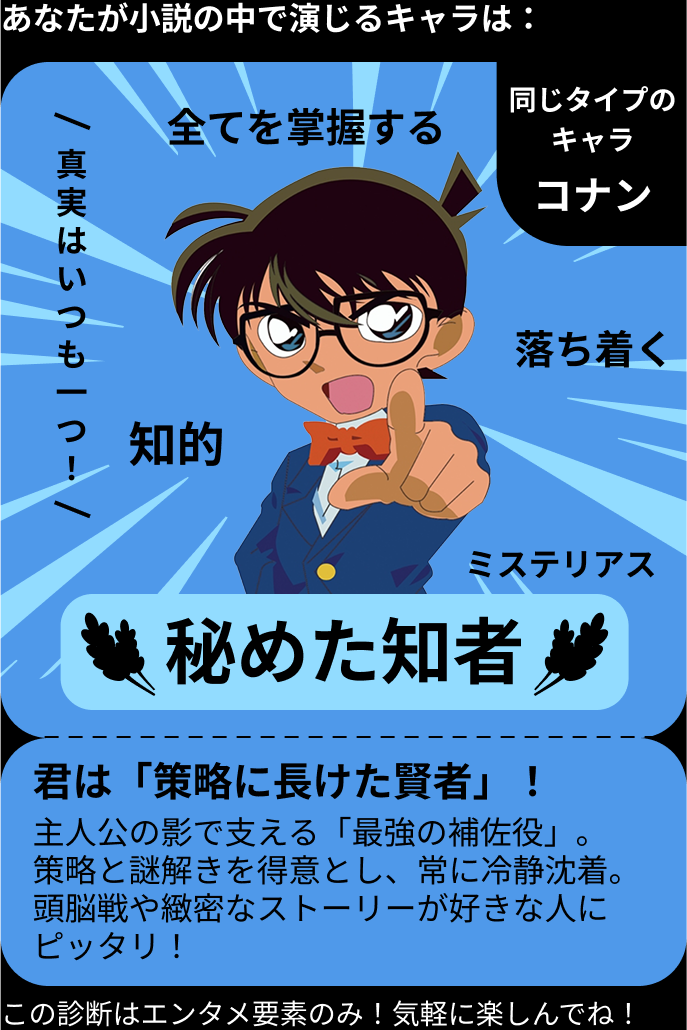 あなたが小説の中で演じるキャラは：
同じタイプの
キャラ
コナン
全てを掌握する
\真実はいつも一つ！/
落ち着く
知的
ミステリアス
秘めた知者
君は「策略に長けた賢者」！
主人公の影で支える「最強の補佐役」。
策略と謎解きを得意とし、常に冷静沈着。
頭脳戦や緻密なストーリーが好きな人に
ピッタリ！
この診断はエンタメ要素のみ！気軽に楽しんでね！